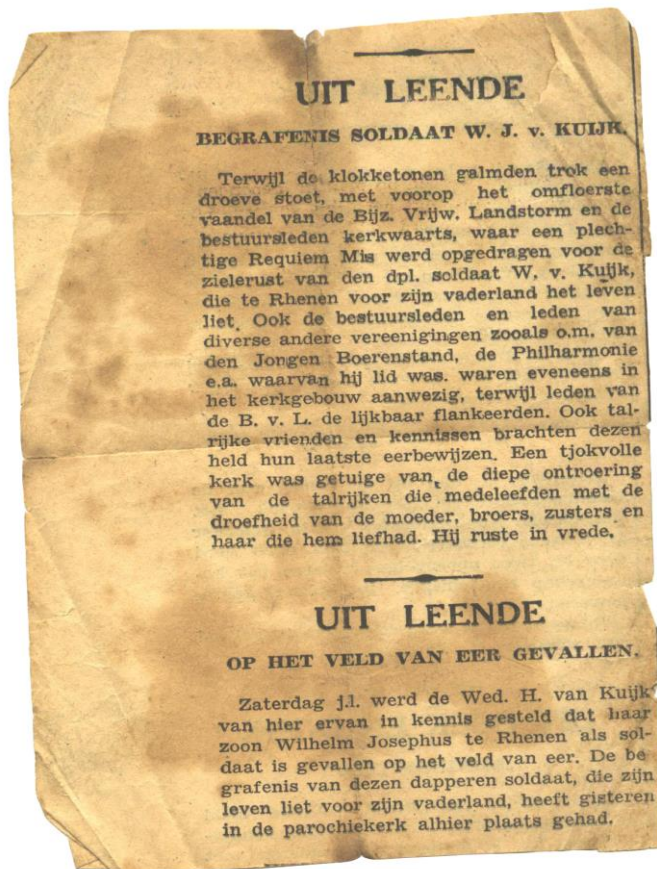 UIT LEENDE
BEGRAFENIS SOLDAAT W. J. v. KUIJK.
Terwijl de klokketonen galmden trok een
droeve stoet, met voorop het omfloerste
vaandel van de Bijz. Vrijw. Landstorm en de
bestuursleden kerkwaarts, waar een plech-
tige Requiem Mis werd opgedragen voor de
zielerust van den dpl. soldaat W. v. Kuijk,
die te Rhenen voor zijn vaderland het leven
liet. Ook de bestuursleden en leden van
diverse andere vereenigingen zooals o.m. van
den Jongen Boerenstand, de Philharmonie
e.a. waarvan hij lid was. waren eveneens in
het kerkgebouw aanwezig, terwijl leden van
de B. v. L. de lijkbaar flankeerden. Ook tal-
rijke vrienden en kennissen brachten dezen
held hun laatste eerbewijzen. Een tjokvolle
kerk was getuige van de diepe ontroering
van de talrijken die medeleefden met de
droefheid van de moeder, broers, zusters en
haar die hem liefhad. Hij ruste in vrede.
UIT LEENDE
OP HET VELD VAN EER GEVALLEN.
Zaterdag j.l. werd de Wed. H. van Kuijk
van hier ervan in kennis gesteld dat haar
zoon Wilhelm Josephus te Rhenen als sol-
daat is gevallen op het veld van eer. De be
grafenis van dezen dapperen soldaat, die zijn
leven liet voor zijn vaderland, heeft gisteren
in de parochiekerk alhier plaats gehad.